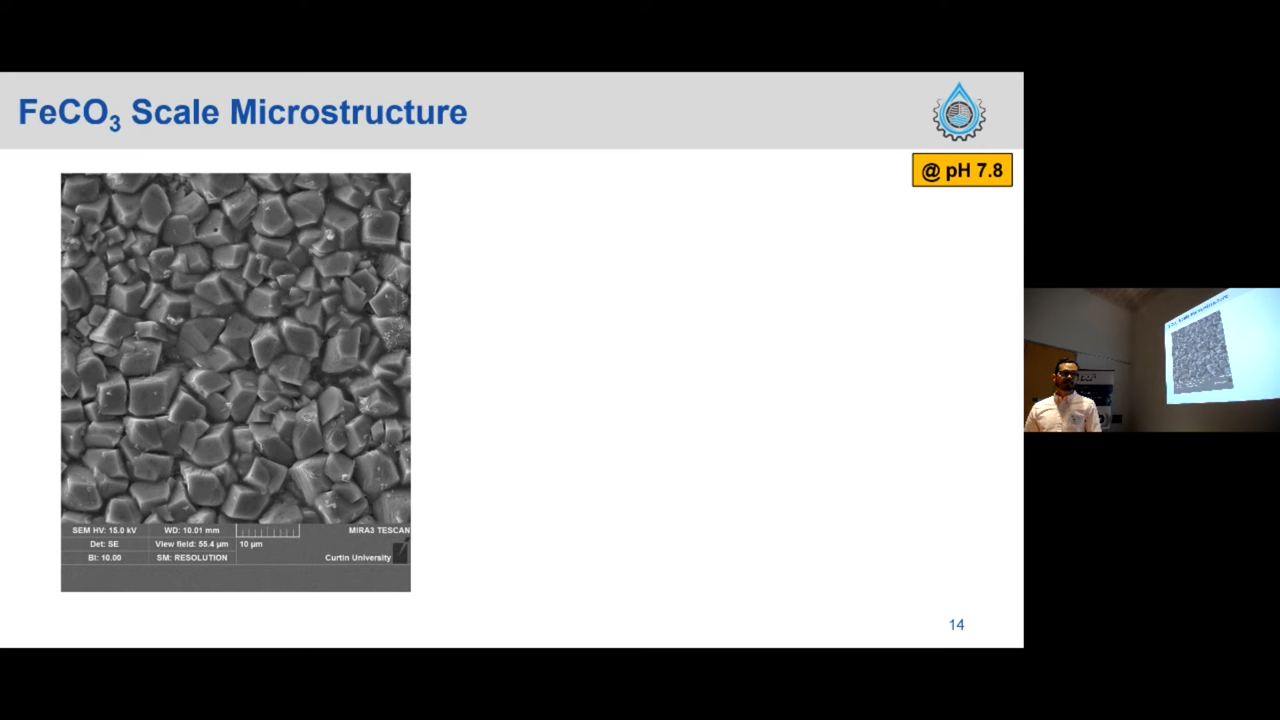 FeCO₃ Scale Microstructure
@ pH 7.8
SEM HV: 15.0 kV WD: 10.01 mm MIRA3 TESCAN
Det: SE View field: 55.4 µm 10 µm
BI: 10.00 SM: RESOLUTION Curtin University
14